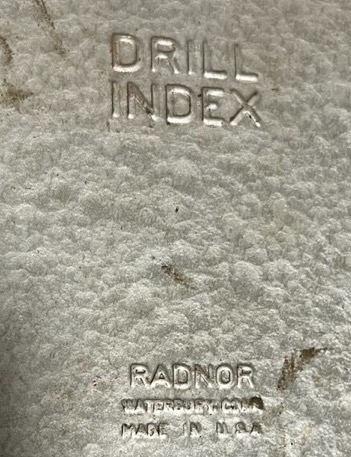 DRILL
INDEX
RADNOR
WATERBURY. CONN
MADE IN U.S.A